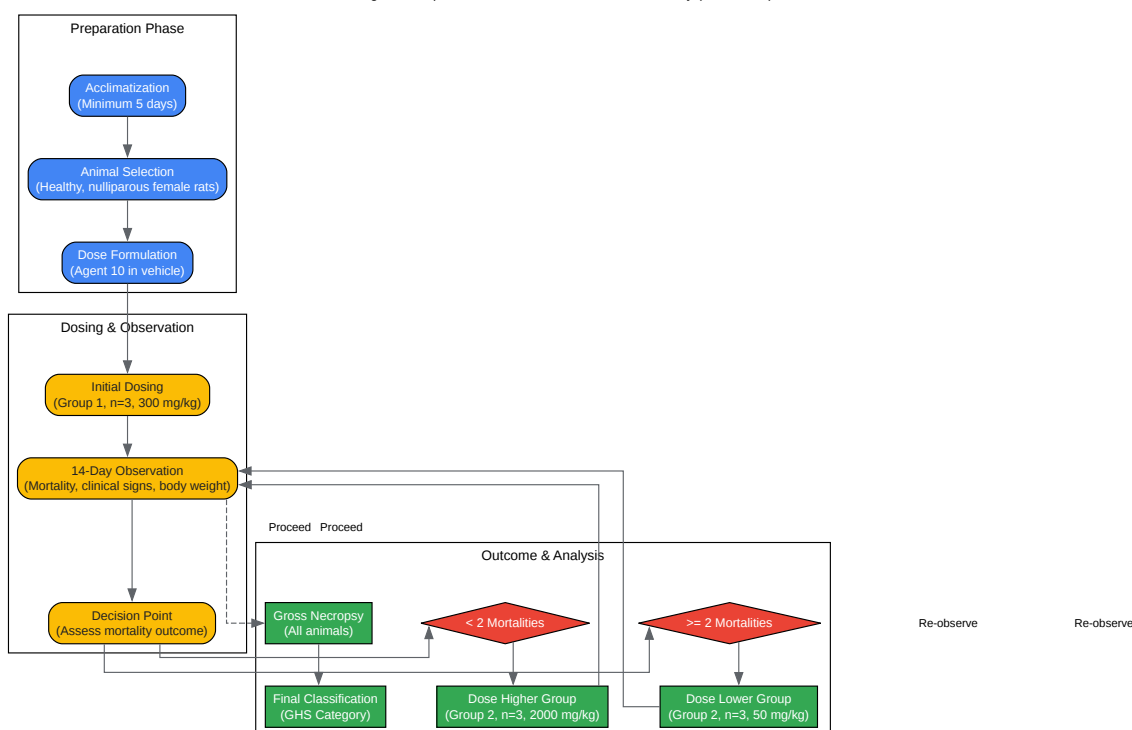 Preparation Phase
Acclimatization
(Minimum 5 days)
Animal Selection
(Healthy, nulliparous female rats)
Dose Formulation
(Agent 10 in vehicle)
Dosing & Observation
Initial Dosing
(Group 1, n=3, 300 mg/kg)
14-Day Observation
(Mortality, clinical signs, body weight)
Proceed Proceed
Outcome & Analysis
Decision Point
(Assess mortality outcome)
Gross Necropsy
(All animals)
< 2 Mortalities
>= 2 Mortalities
Re-observe
Re-observe
Final Classification
(GHS Category)
Dose Higher Group
(Group 2, n=3, 2000 mg/kg)
Dose Lower Group
(Group 2, n=3, 50 mg/kg)